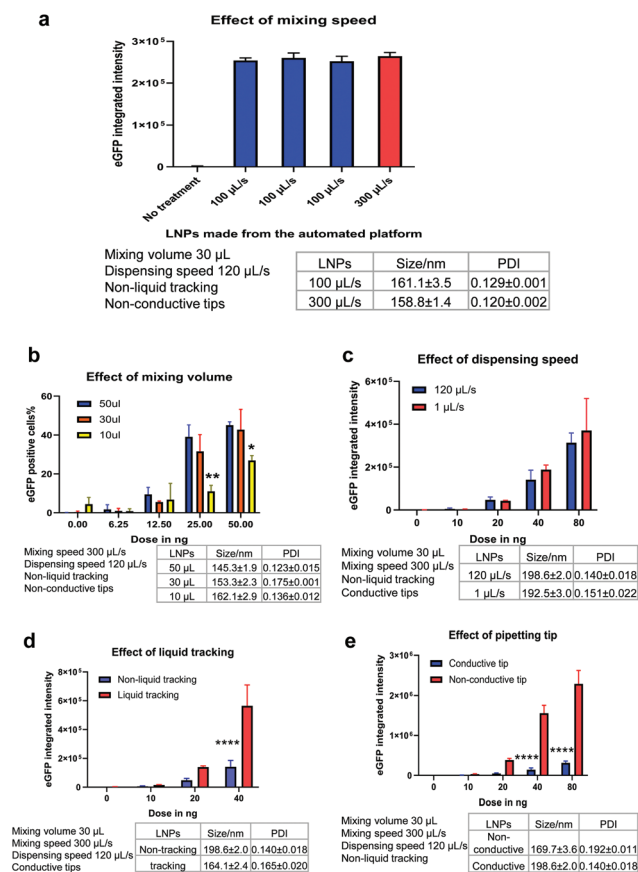 a
Effect of mixing speed
eGFP integrated intensity
3×10⁵
2×10⁵
1×10⁵
0
No treatment
100 µL/s
100 µL/s
100 µL/s
300 µL/s
LNPs made from the automated platform
Mixing volume 30 µL
Dispensing speed 120 µL/s
Non-liquid tracking
Non-conductive tips
LNPs Size/nm PDI
100 µL/s 161.1±3.5 0.129±0.001
300 µL/s 158.8±1.4 0.120±0.002
b
Effect of mixing volume
eGFP positive cells%
60
40
20
0
50ul
30ul
10ul
**
*
0.00 6.25 12.50 25.00 50.00
Dose in ng
Mixing speed 300 µL/s
Dispensing speed 120 µL/s
Non-liquid tracking
Non-conductive tips
LNPs Size/nm PDI
50 µL 145.3±1.9 0.123±0.015
30 µL 153.3±2.3 0.175±0.001
10 µL 162.1±2.9 0.136±0.012
c
Effect of dispensing speed
eGFP integrated intensity
6×10⁵
4×10⁵
2×10⁵
0
120 µL/s
1 µL/s
0 10 20 40 80
Dose in ng
Mixing volume 30 µL
Mixing speed 300 µL/s
Non-liquid tracking
Conductive tips
LNPs Size/nm PDI
120 µL/s 198.6±2.0 0.140±0.018
1 µL/s 192.5±3.0 0.151±0.022
d
Effect of liquid tracking
eGFP integrated intensity
8×10⁵
6×10⁵
4×10⁵
2×10⁵
0
Non-liquid tracking
Liquid tracking
****
0 10 20 40
Dose in ng
Mixing volume 30 µL
Mixing speed 300 µL/s
Dispensing speed 120 µL/s
Conductive tips
LNPs Size/nm PDI
Non-tracking 198.6±2.0 0.140±0.018
tracking 164.1±2.4 0.165±0.020
e
Effect of pipetting tip
eGFP integrated intensity
3×10⁶
2×10⁶
1×10⁶
0
Conductive tip
Non-conductive tip
****
****
0 10 20 40 80
Dose in ng
Mixing volume 30 µL
Mixing speed 300 µL/s
Dispensing speed 120 µL/s
Non-liquid tracking
LNPs Size/nm PDI
Non-
conductive 169.7±3.6 0.192±0.011
Conductive 198.6±2.0 0.140±0.018